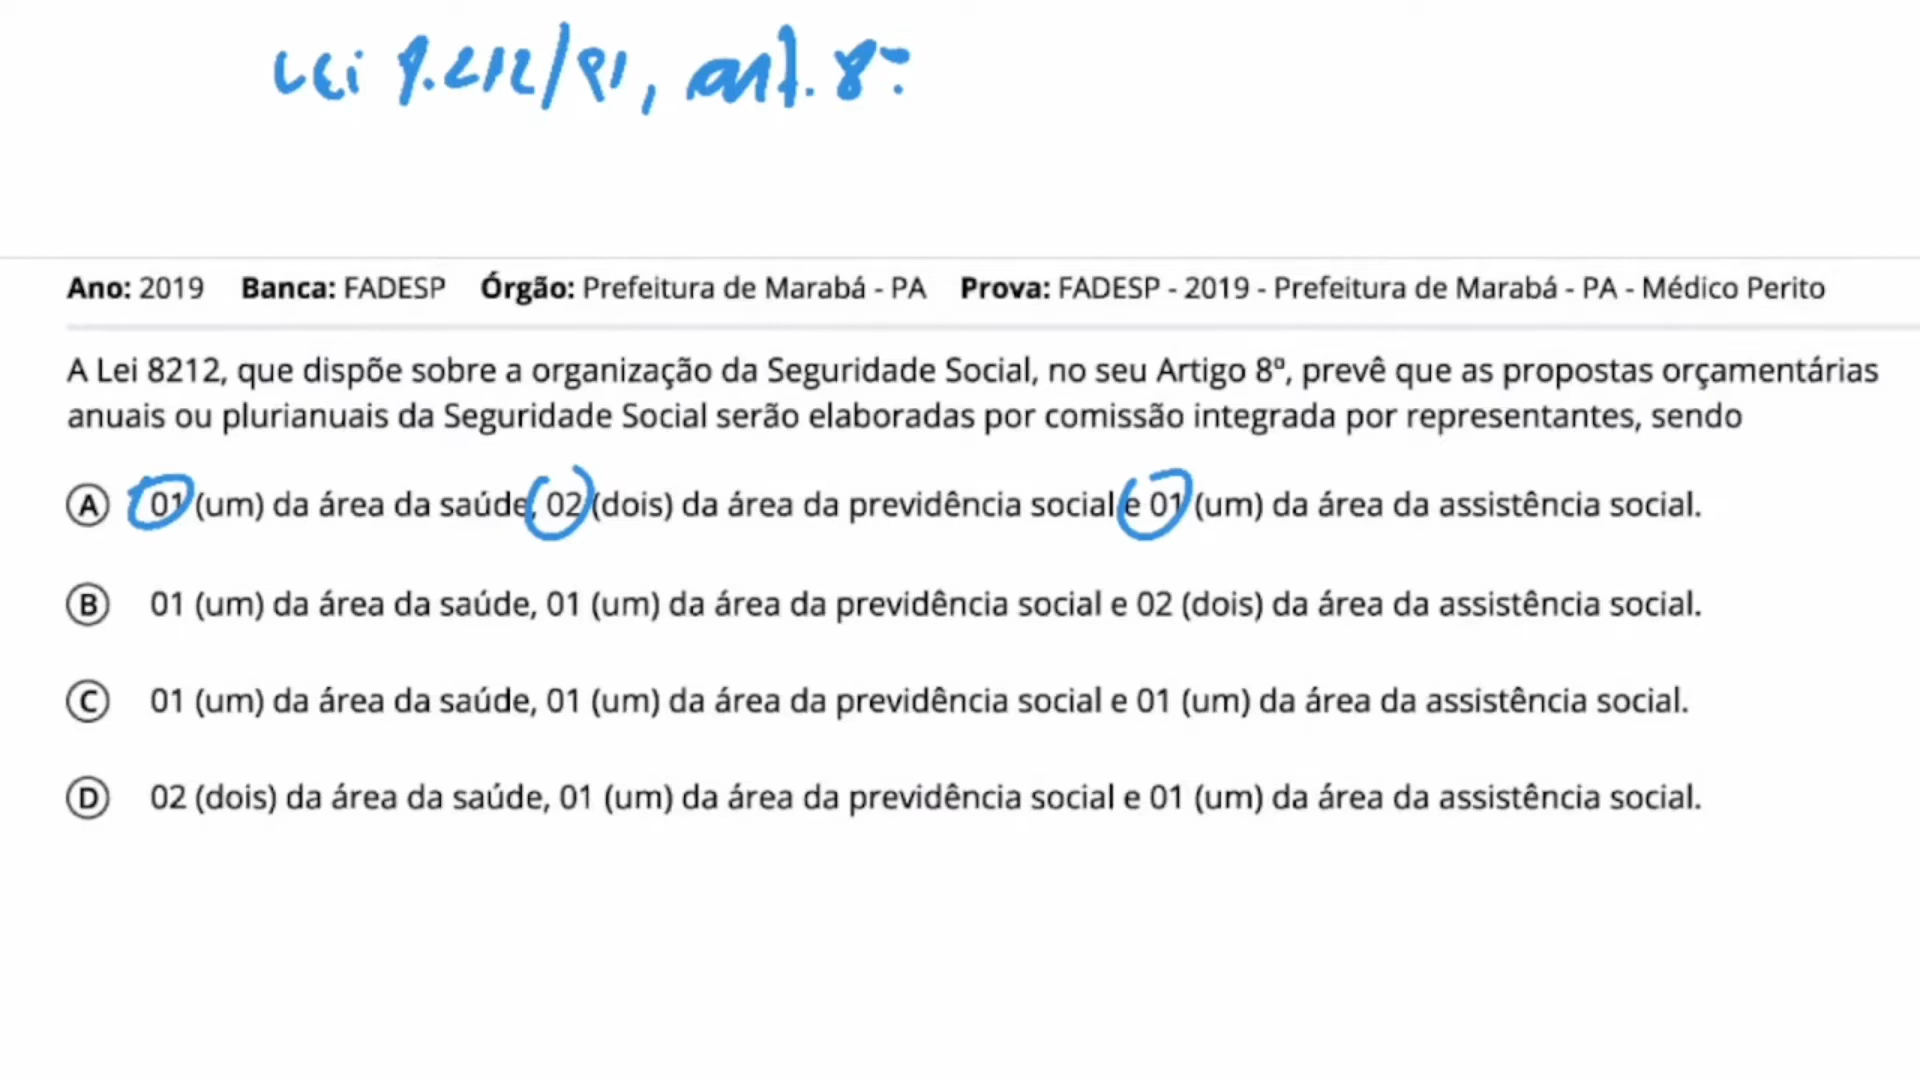 Lei 8.212/91, art. 8º
Ano: 2019 Banca: FADESP Órgão: Prefeitura de Marabá - PA Prova: FADESP - 2019 - Prefeitura de Marabá - PA - Médico Perito
A Lei 8212, que dispõe sobre a organização da Seguridade Social, no seu Artigo 8º, prevê que as propostas orçamentárias
anuais ou plurianuais da Seguridade Social serão elaboradas por comissão integrada por representantes, sendo
A 01 (um) da área da saúde, 02 (dois) da área da previdência social e 01 (um) da área da assistência social.
B 01 (um) da área da saúde, 01 (um) da área da previdência social e 02 (dois) da área da assistência social.
C 01 (um) da área da saúde, 01 (um) da área da previdência social e 01 (um) da área da assistência social.
D 02 (dois) da área da saúde, 01 (um) da área da previdência social e 01 (um) da área da assistência social.